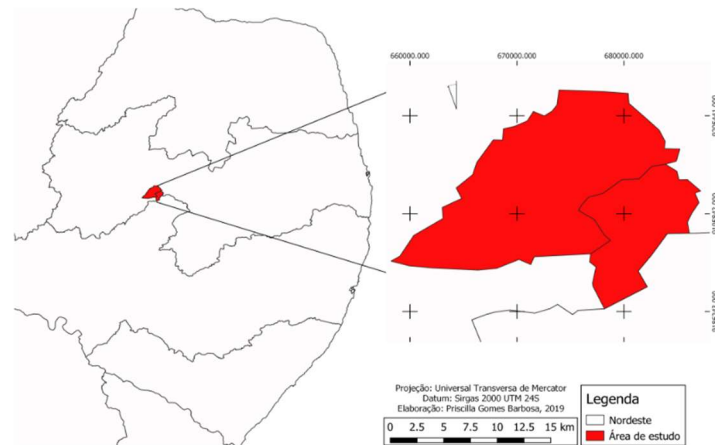 660000.000 670000.000 680000.000
Projeção: Universal Transversa de Mercator
Datum: Sirgas 2000 UTM 24S
Elaboração: Priscilla Gomes Barbosa, 2019
0 2.5 5 7.5 10 12.5 15 km
Legenda
Nordeste
Área de estudo